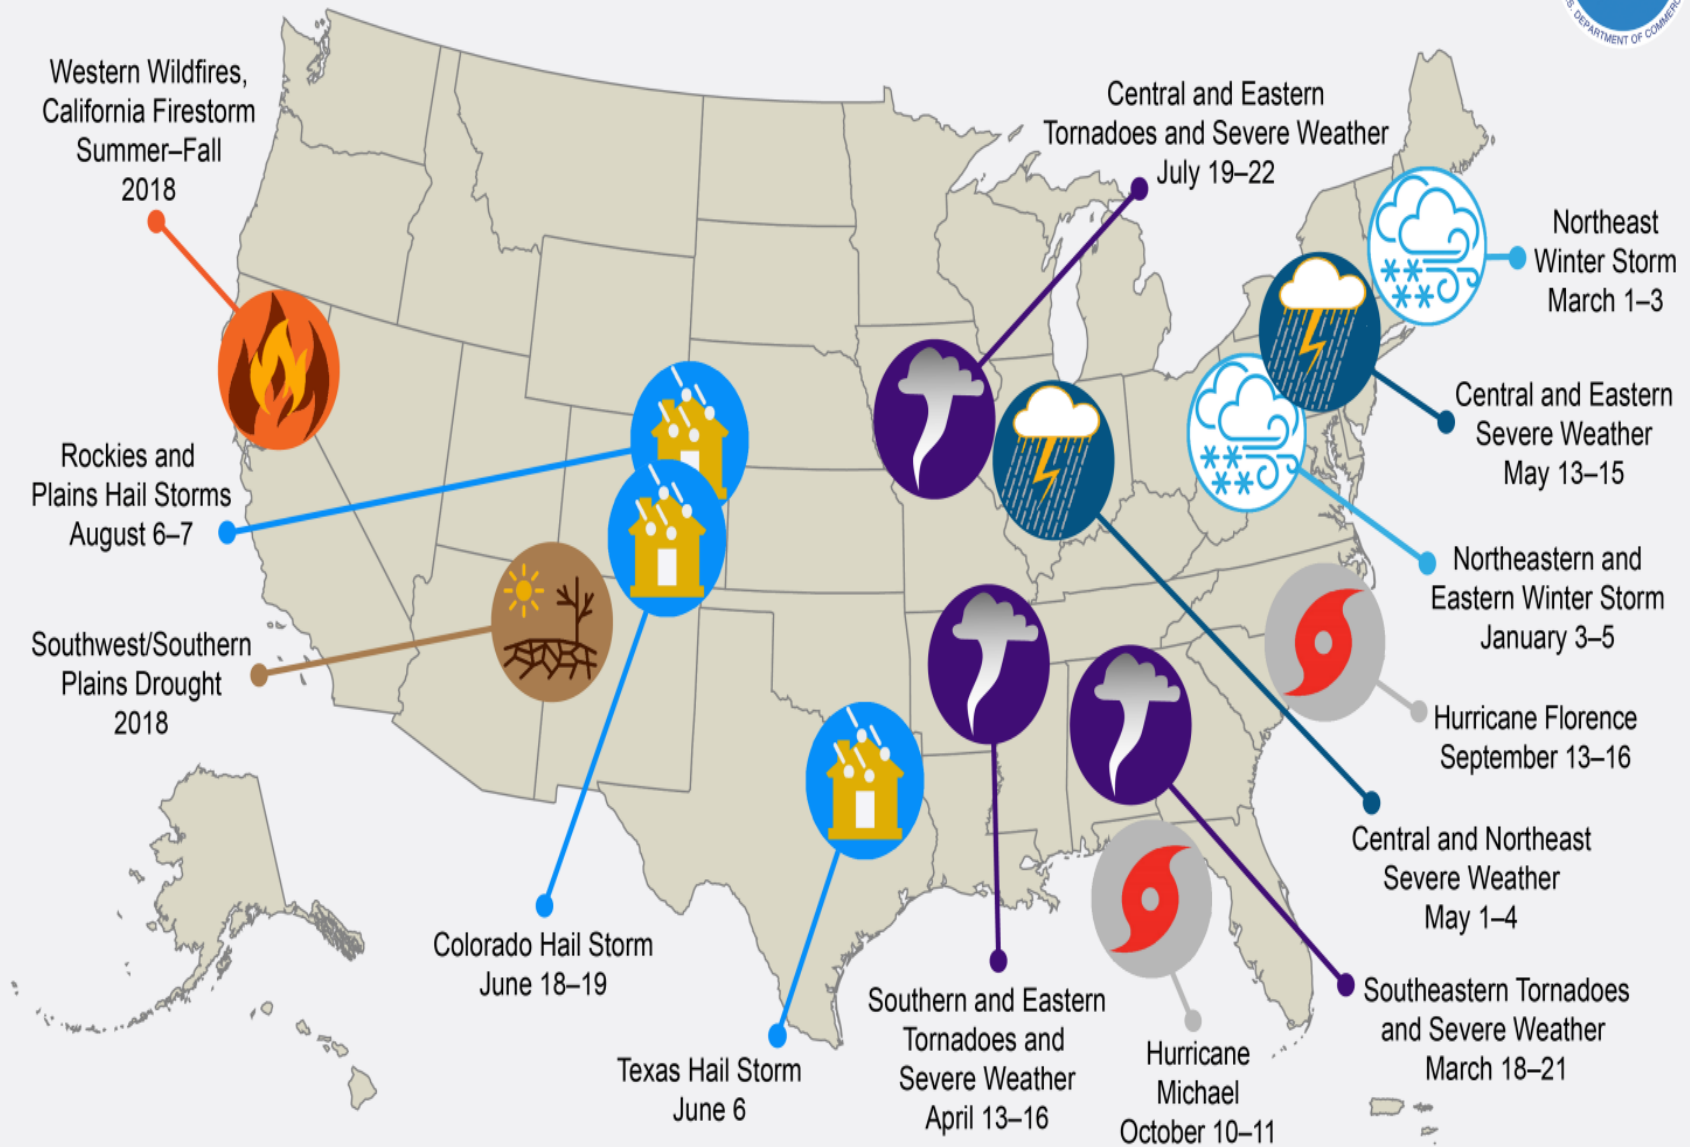 S. DEPARTMENT OF COMMERC
Western Wildfires,
California Firestorm
Summer–Fall
2018
Central and Eastern
Tornadoes and Severe Weather
July 19–22
Northeast
Winter Storm
March 1–3
Central and Eastern
Severe Weather
May 13–15
Rockies and
Plains Hail Storms
August 6–7
Northeastern and
Eastern Winter Storm
January 3–5
Southwest/Southern
Plains Drought
2018
Hurricane Florence
September 13–16
Central and Northeast
Severe Weather
May 1–4
Colorado Hail Storm
June 18–19
Southern and Eastern
Tornadoes and
Severe Weather
April 13–16
Southeastern Tornadoes
and Severe Weather
March 18–21
Texas Hail Storm
June 6
Hurricane
Michael
October 10–11